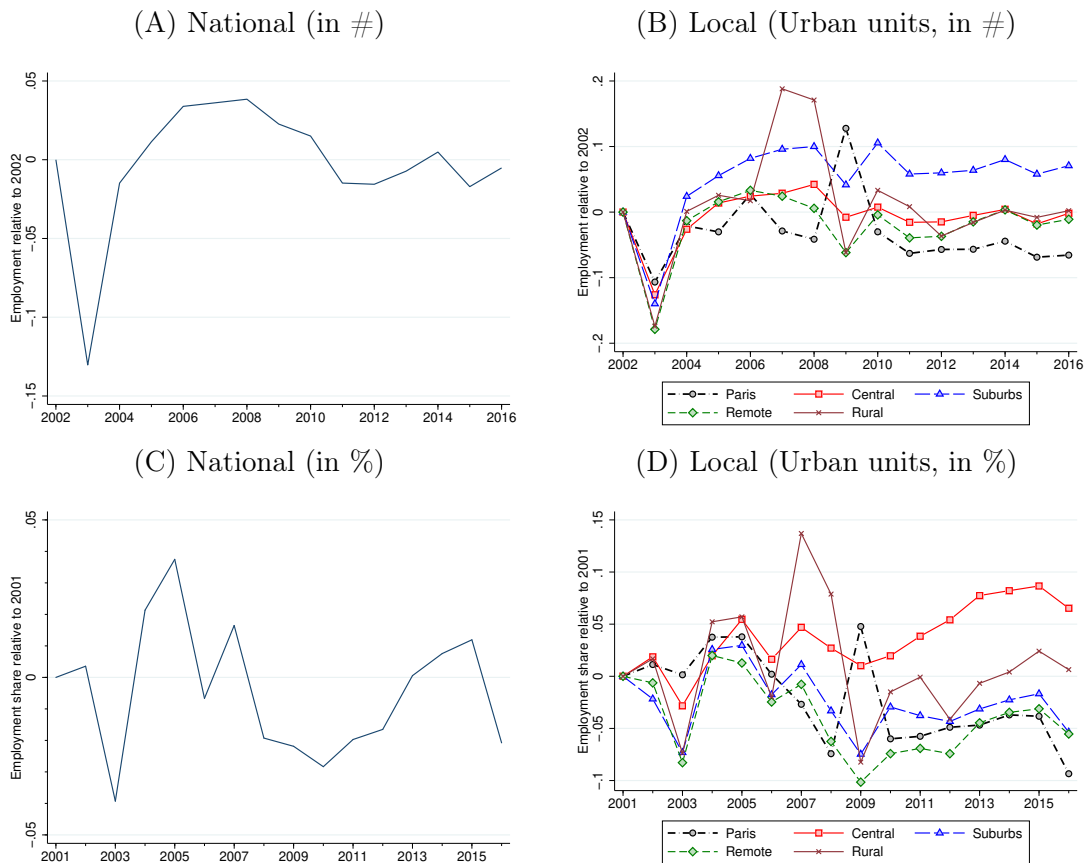 (A) National (in #)
(B) Local (Urban units, in #)
Employment relative to 2002
.05
0
-.05
-.1
-.15
2002 2004 2006 2008 2010 2012 2014 2016
Employment relative to 2002
.2
.1
0
-.1
-.2
2002 2004 2006 2008 2010 2012 2014 2016
Paris Central Suburbs
Remote Rural
(C) National (in %)
(D) Local (Urban units, in %)
Employment share relative to 2001
.05
0
-.05
2001 2003 2005 2007 2009 2011 2013 2015
Employment share relative to 2001
.15
.1
.05
0
-.05
-.1
2001 2003 2005 2007 2009 2011 2013 2015
Paris Central Suburbs
Remote Rural